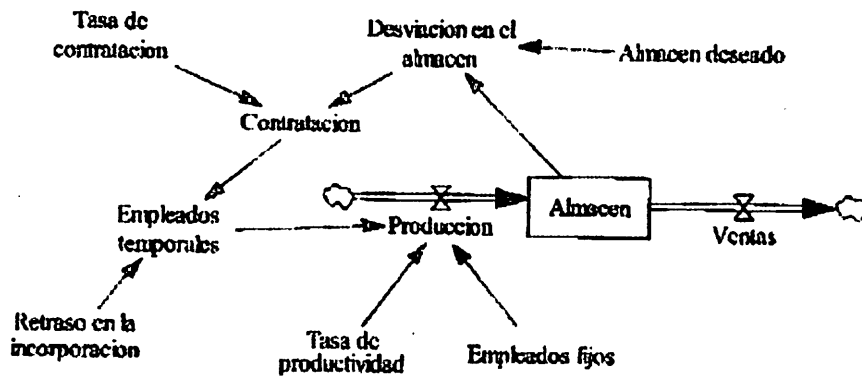 Tasa de
contratacion
Desviacion en el
almacen
Almacen deseado
Contratacion
Empleados
temporales
Produccion
Almacen
Ventas
Retraso en la
incorporacion
Tasa de
productividad
Empleados fijos